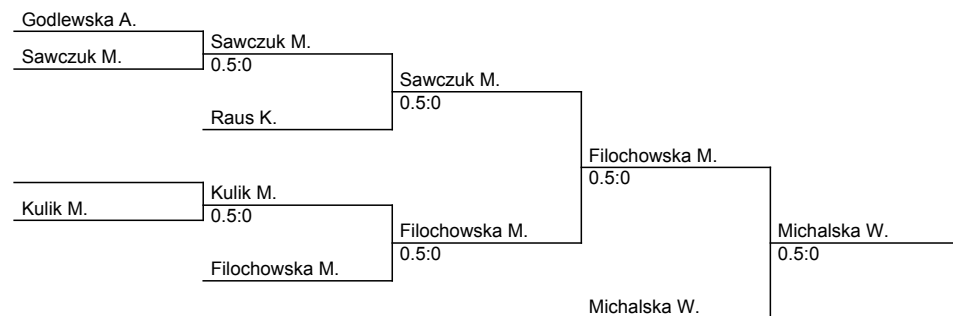 Godlewska A.
Sawczuk M.
Sawczuk M.
0.5:0
Sawczuk M.
0.5:0
Raus K.
Filochowska M.
0.5:0
Kulik M.
0.5:0
Kulik M.
Filochowska M.
0.5:0
Michalska W.
0.5:0
Filochowska M.
Michalska W.